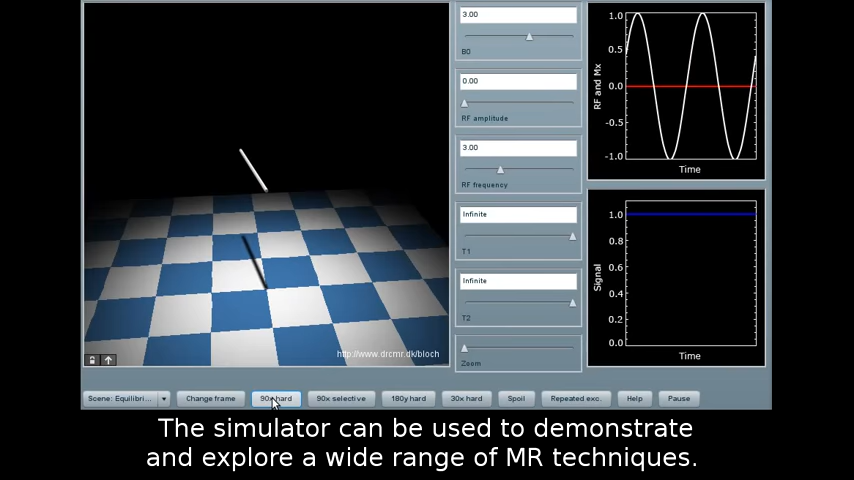 3.00
B0
0.00
RF amplitude
3.00
RF frequency
Infinite
T1
Infinite
T2
Zoom
RF and Mx
1.0
0.5
0.0
-0.5
-1.0
Time
Signal
1.0
0.8
0.6
0.4
0.2
0.0
Time
http://www.drcmr.dk/bloch
Scene: Equilibri...
Change frame
90x hard
90x selective
180y hard
30x hard
Spoil
Repeated exc.
Help
Pause
The simulator can be used to demonstrate
and explore a wide range of MR techniques.